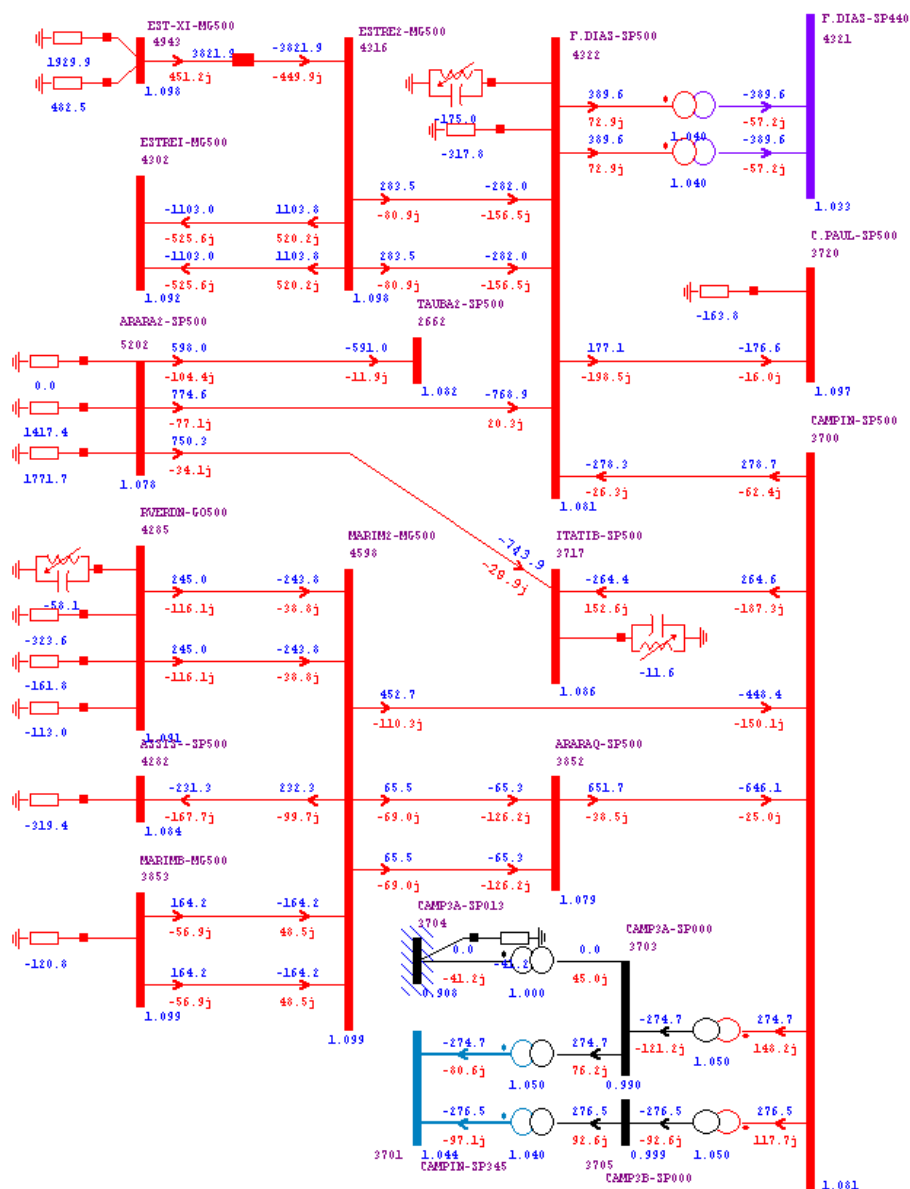 EST-XI-MG500
4943
3821.9
451.2j
1929.9
482.5
1.098
-3821.9
-449.9j
ESTRE2-MG500
4316
F.DIAS-SP500
4322
F.DIAS-SP440
4321
-175.0
-317.8
389.6
72.9j
1.040
-389.6
-57.2j
389.6
72.9j
1.040
-389.6
-57.2j
1.033
ESTREI-MG500
4302
-1103.0
-525.6j
1103.8
520.2j
-1103.0
-525.6j
1103.8
520.2j
1.092
283.5
-80.9j
-282.0
-156.5j
283.5
-80.9j
-282.0
-156.5j
1.098
C.PAUL-SP500
3720
-163.8
177.1
-198.5j
-176.6
-16.0j
1.097
ARARA2-SP500
5202
0.0
1417.4
1771.7
598.0
-104.4j
-591.0
-11.9j
TAUBA2-SP500
2662
1.082
774.6
-77.1j
-768.9
20.3j
750.3
-34.1j
1.078
CAMPIN-SP500
3700
-278.3
-26.3j
278.7
-62.4j
1.081
RVERDN-GO500
4285
-58.1
-323.6
-161.8
-113.0
245.0
-116.1j
-243.8
-38.8j
245.0
-116.1j
-243.8
-38.8j
1.091
MARIM2-MG500
4598
-743.9
-20.9j
ITATIB-SP500
3717
-264.4
152.6j
264.6
-187.3j
-11.6
1.086
452.7
-110.3j
-448.4
-150.1j
ASSIS--SP500
4282
-319.4
-231.3
-167.7j
232.3
-99.7j
1.084
65.5
-69.0j
-65.3
-126.2j
ARARAQ-SP500
3852
651.7
-38.5j
-646.1
-25.0j
65.5
-69.0j
-65.3
-126.2j
1.079
MARIMB-MG500
3853
-120.8
164.2
-56.9j
-164.2
48.5j
164.2
-56.9j
-164.2
48.5j
1.099
1.099
CAMP3A-SP013
3704
0.0
-41.2j
-41.2
0.908
1.000
0.0
45.0j
CAMP3A-SP000
3703
-274.7
-121.2j
1.050
274.7
148.2j
-274.7
-80.6j
1.050
274.7
76.2j
0.990
-276.5
-97.1j
1.040
276.5
92.6j
-276.5
-92.6j
1.050
276.5
117.7j
3701
1.044
CAMPIN-SP345
3705
0.999
CAMP3B-SP000
1.081